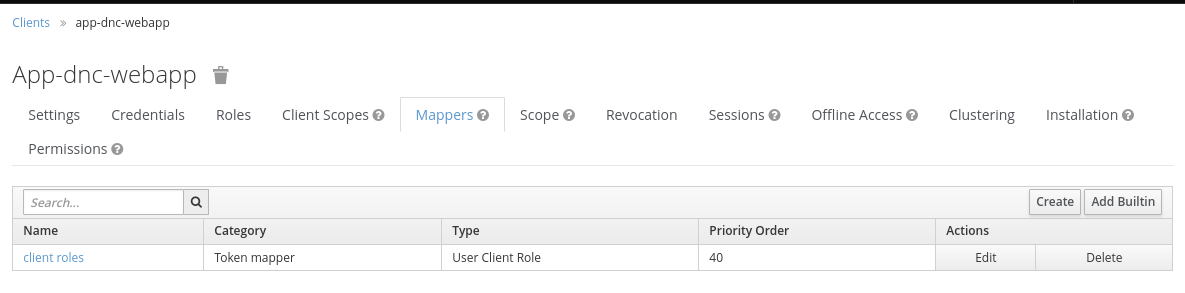 Clients » app-dnc-webapp
App-dnc-webapp
Settings Credentials Roles Client Scopes ? Mappers ? Scope ? Revocation Sessions ? Offline Access ? Clustering Installation ?
Permissions ?
Search... Create Add Builtin
Name Category Type Priority Order Actions
client roles Token mapper User Client Role 40 Edit Delete